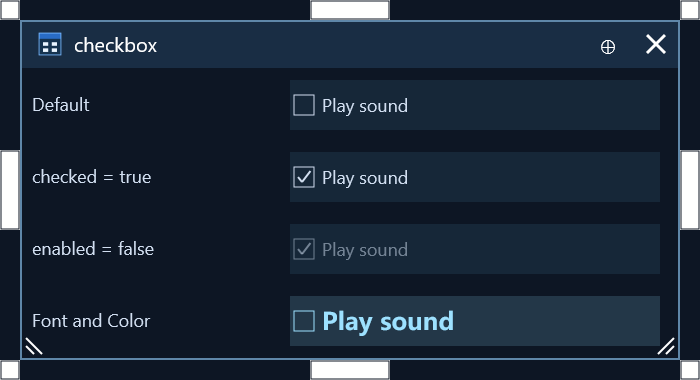 checkbox
Default Play sound
checked = true Play sound
enabled = false Play sound
Font and Color Play sound